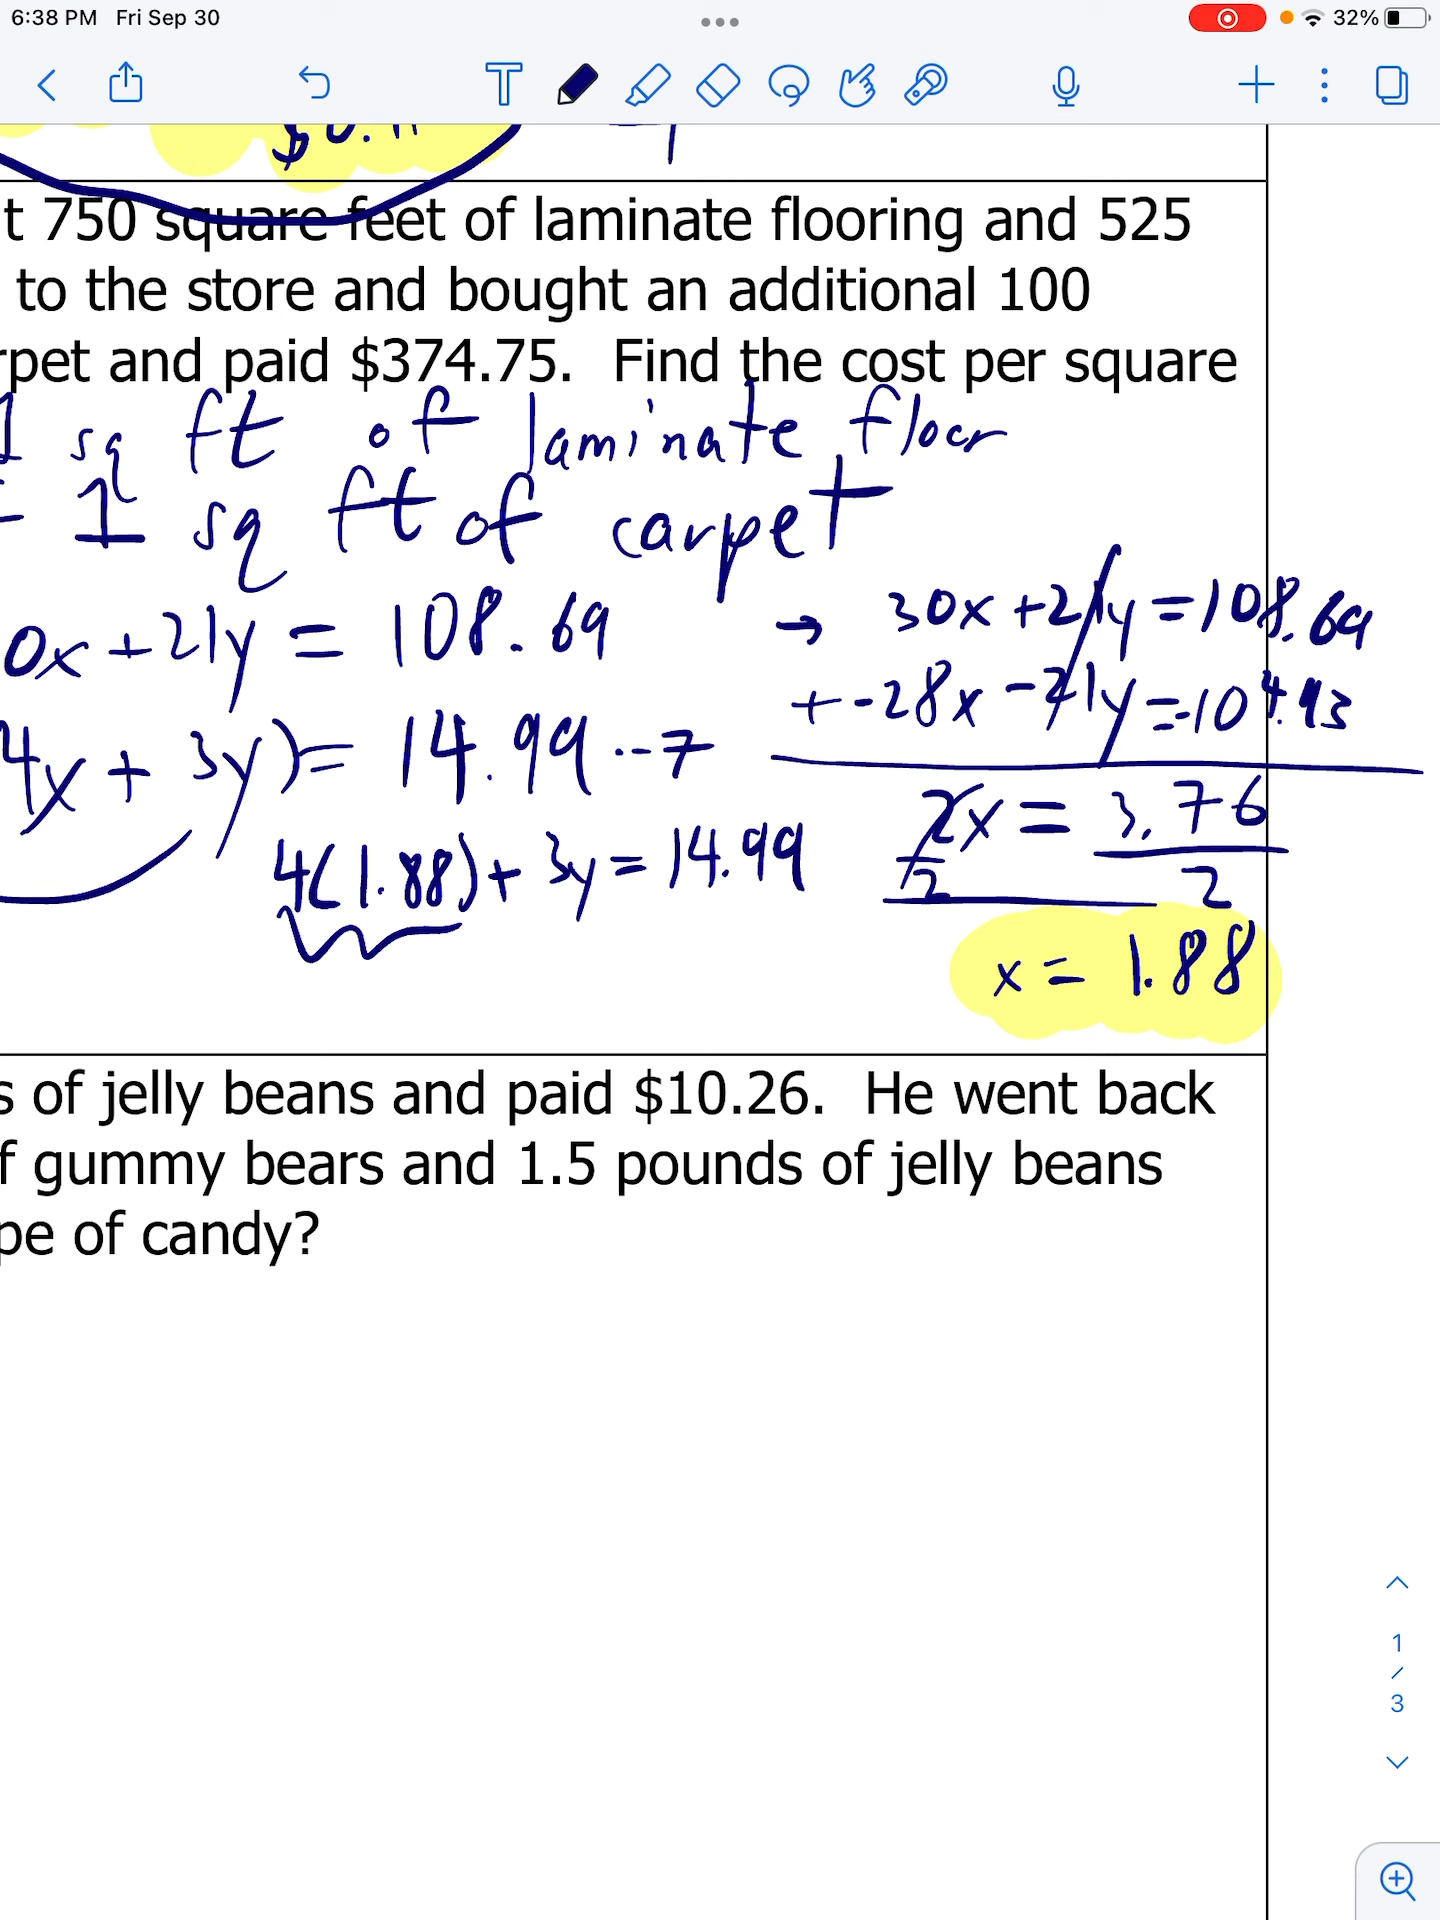 6:38 PM Fri Sep 30
32%
T
t 750 square feet of laminate flooring and 525
to the store and bought an additional 100
rpet and paid $374.75. Find the cost per square
1 sq ft of laminate floor
1 sq ft of carpet
0x + 21y = 108.69
4x + 3y) = 14.99 ·-7
4(1.88) + 3y = 14.99
→ 30x + 21y = 108.69
+ -28x - 21y = -104.93
2x = 3.76
2 2
x = 1.88
s of jelly beans and paid $10.26. He went back
f gummy bears and 1.5 pounds of jelly beans
pe of candy?
1
/
3